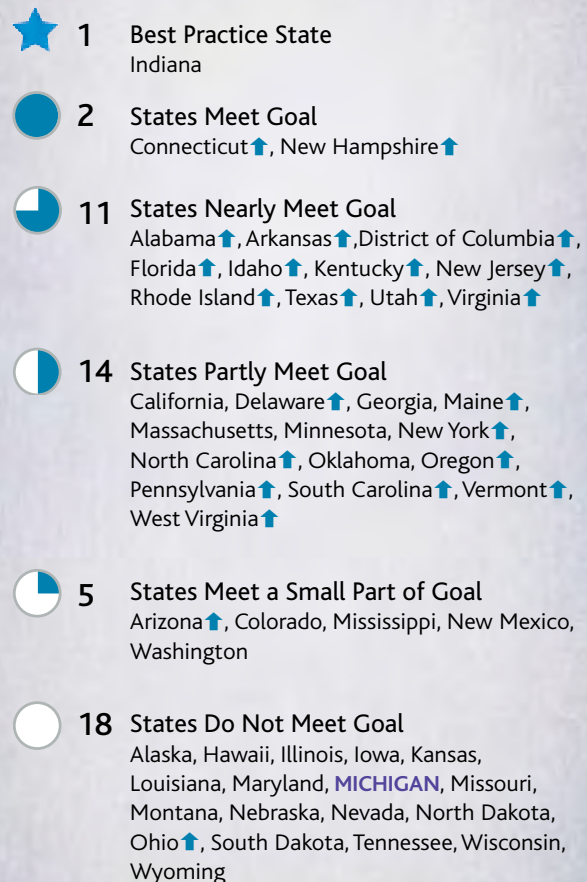 1 Best Practice State
Indiana
2 States Meet Goal
Connecticut⬆, New Hampshire⬆
11 States Nearly Meet Goal
Alabama⬆, Arkansas⬆,District of Columbia⬆,
Florida⬆, Idaho⬆, Kentucky⬆, New Jersey⬆,
Rhode Island⬆, Texas⬆, Utah⬆, Virginia⬆
14 States Partly Meet Goal
California, Delaware⬆, Georgia, Maine⬆,
Massachusetts, Minnesota, New York⬆,
North Carolina⬆, Oklahoma, Oregon⬆,
Pennsylvania⬆, South Carolina⬆, Vermont⬆,
West Virginia⬆
5 States Meet a Small Part of Goal
Arizona⬆, Colorado, Mississippi, New Mexico,
Washington
18 States Do Not Meet Goal
Alaska, Hawaii, Illinois, Iowa, Kansas,
Louisiana, Maryland, MICHIGAN, Missouri,
Montana, Nebraska, Nevada, North Dakota,
Ohio⬆, South Dakota, Tennessee, Wisconsin,
Wyoming